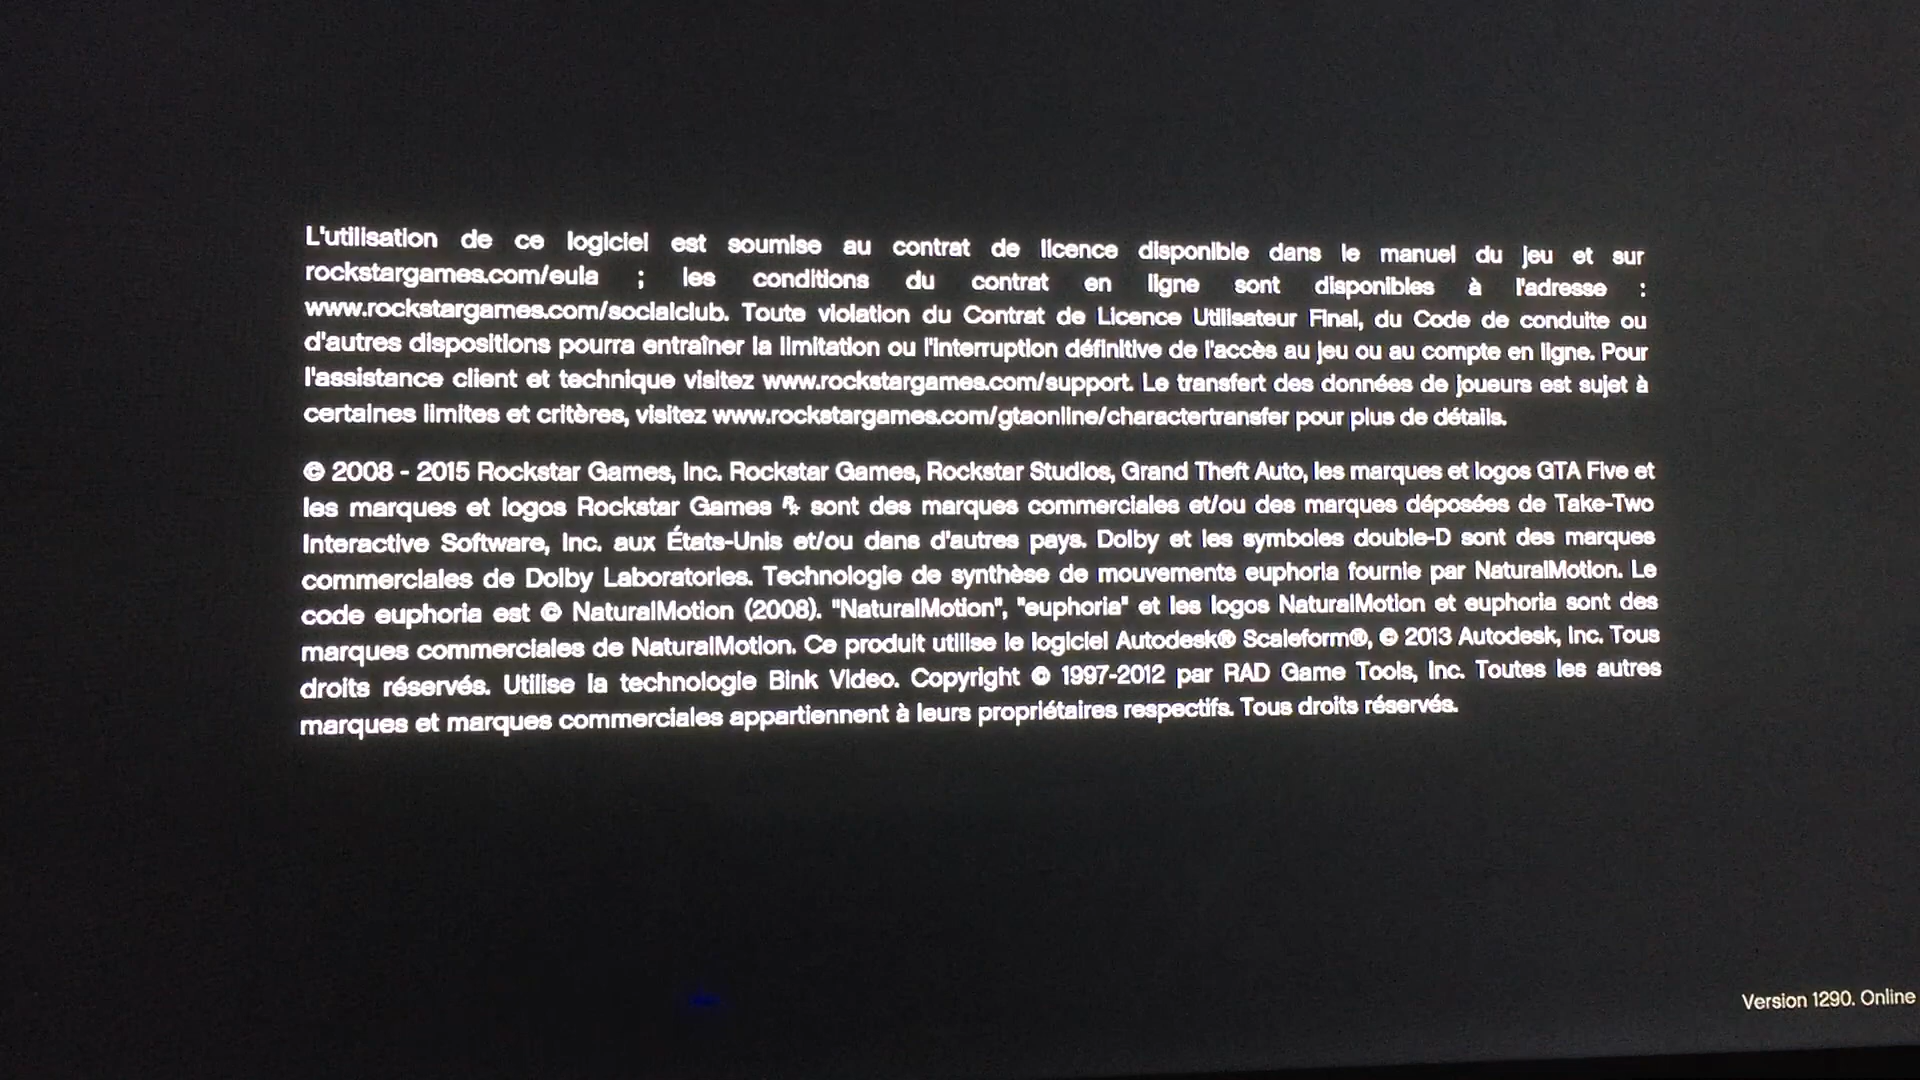 L'utilisation de ce logiciel est soumise au contrat de licence disponible dans le manuel du jeu et sur
rockstargames.com/eula ; les conditions du contrat en ligne sont disponibles à l'adresse :
www.rockstargames.com/socialclub. Toute violation du Contrat de Licence Utilisateur Final, du Code de conduite ou
d'autres dispositions pourra entraîner la limitation ou l'interruption définitive de l'accès au jeu ou au compte en ligne. Pour
l'assistance client et technique visitez www.rockstargames.com/support. Le transfert des données de joueurs est sujet à
certaines limites et critères, visitez www.rockstargames.com/gtaonline/charactertransfer pour plus de détails.
© 2008 - 2015 Rockstar Games, Inc. Rockstar Games, Rockstar Studios, Grand Theft Auto, les marques et logos GTA Five et
les marques et logos Rockstar Games R* sont des marques commerciales et/ou des marques déposées de Take-Two
Interactive Software, Inc. aux États-Unis et/ou dans d'autres pays. Dolby et les symboles double-D sont des marques
commerciales de Dolby Laboratories. Technologie de synthèse de mouvements euphoria fournie par NaturalMotion. Le
code euphoria est © NaturalMotion (2008). "NaturalMotion", "euphoria" et les logos NaturalMotion et euphoria sont des
marques commerciales de NaturalMotion. Ce produit utilise le logiciel Autodesk® Scaleform®, © 2013 Autodesk, Inc. Tous
droits réservés. Utilise la technologie Bink Video. Copyright © 1997-2012 par RAD Game Tools, Inc. Toutes les autres
marques et marques commerciales appartiennent à leurs propriétaires respectifs. Tous droits réservés.
Version 1290. Online